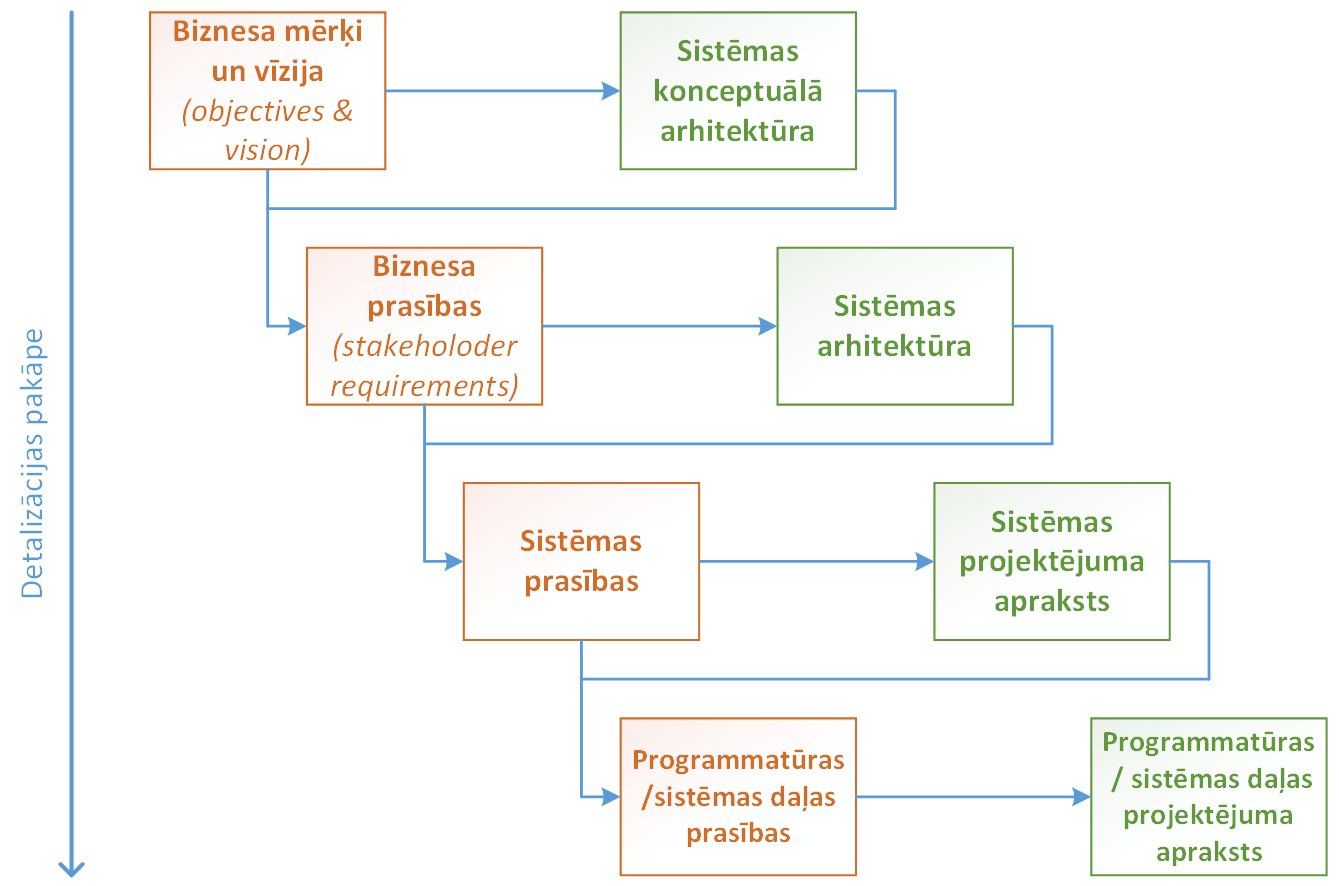 Biznesa mērķi
un vīzija
(objectives &
vision)
Sistēmas
konceptuālā
arhitektūra
Biznesa
prasības
(stakeholoder
requirements)
Sistēmas
arhitektūra
Detalizācijas pakāpe
Sistēmas
prasības
Sistēmas
projektējuma
apraksts
Programmatūras
/sistēmas daļas
prasības
Programmatūras
/ sistēmas daļas
projektējuma
apraksts